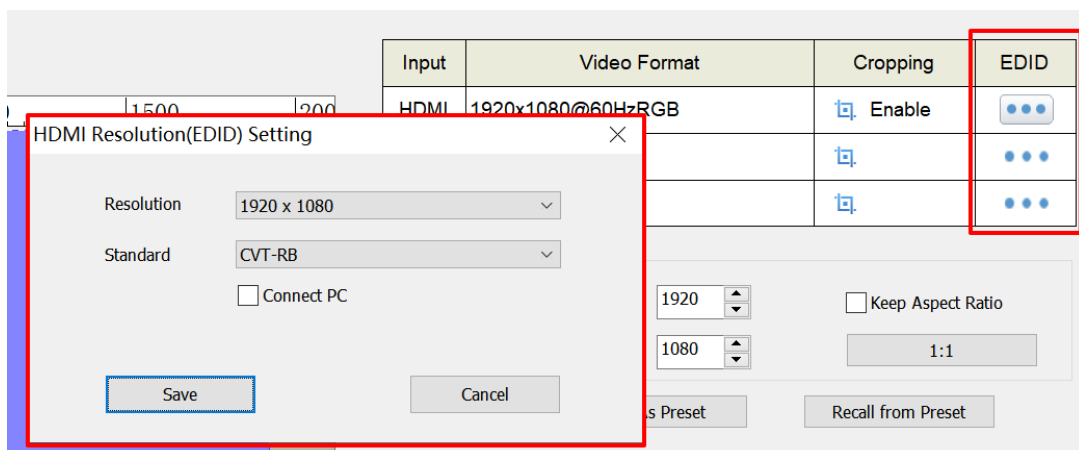 Input Video Format Cropping EDID
1500 200
HDMI 1920x1080@60HzRGB Enable
HDMI Resolution(EDID) Setting
Resolution 1920 x 1080
Standard CVT-RB
Connect PC
Save Cancel
1920 Keep Aspect Ratio
1080 1:1
As Preset Recall from Preset